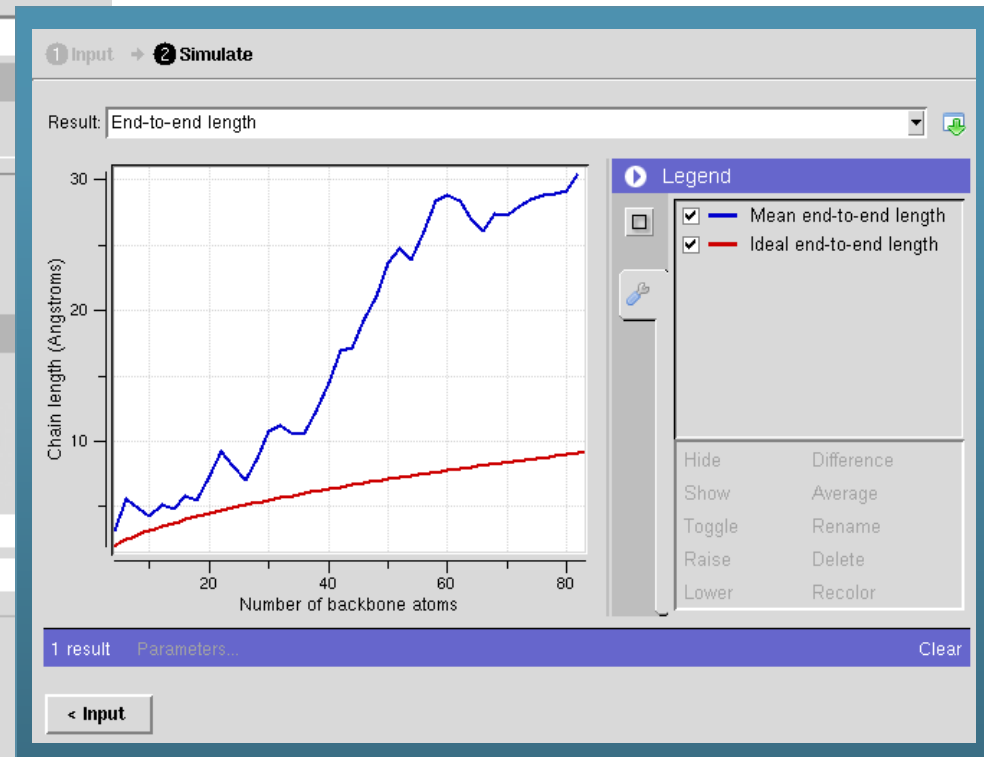 1 Input → 2 Simulate
Result: End-to-end length
30
20
10
Chain length (Angstroms)
20 40 60 80
Number of backbone atoms
Legend
Mean end-to-end length
Ideal end-to-end length
Hide Difference
Show Average
Toggle Rename
Raise Delete
Lower Recolor
1 result Parameters... Clear
< Input